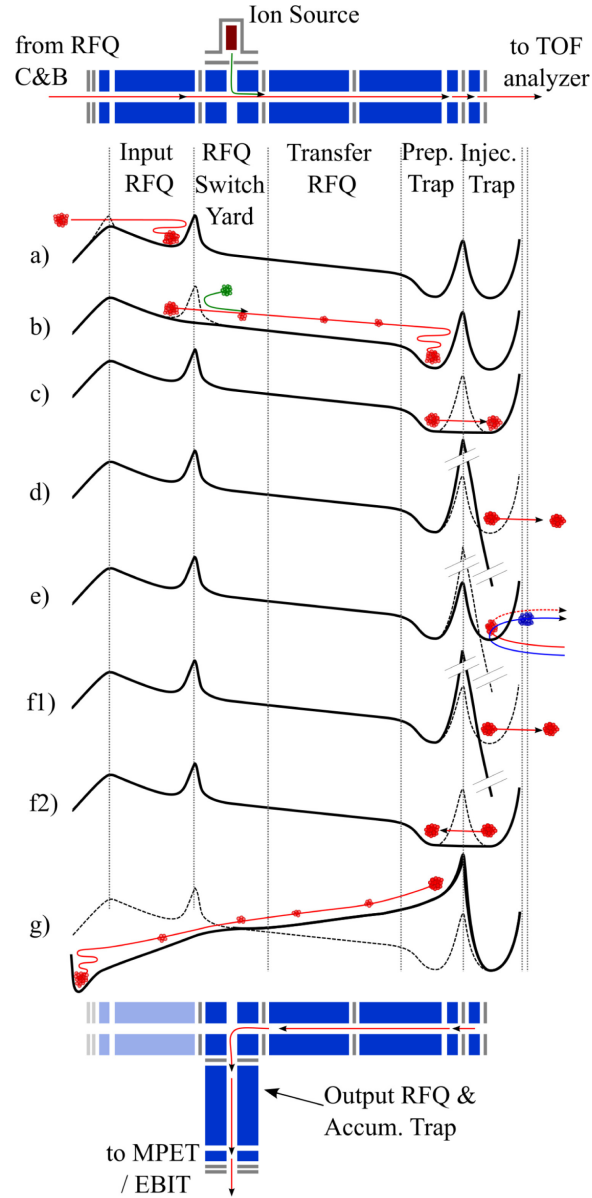 Ion Source
from RFQ
C&B
to TOF
analyzer
Input
RFQ
RFQ
Switch
Yard
Transfer
RFQ
Prep.
Trap
Injec.
Trap
a)
b)
c)
d)
e)
f1)
f2)
g)
Output RFQ &
Accum. Trap
to MPET
/ EBIT